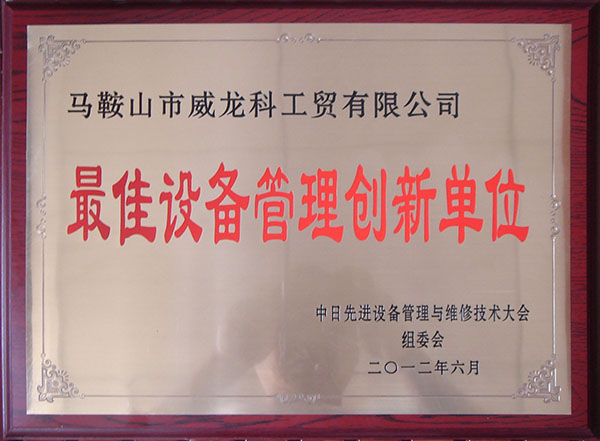 马鞍山市威龙科工贸有限公司
最佳设备管理创新单位
中日先进设备管理与维修技术大会
组委会
二〇一二年六月